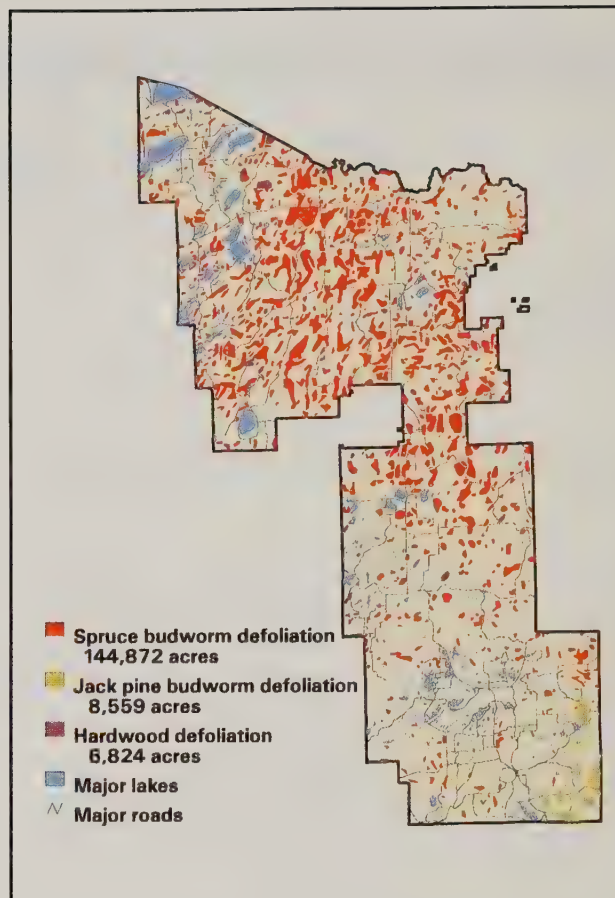 Spruce budworm defoliation
144,872 acres
Jack pine budworm defoliation
8,559 acres
Hardwood defoliation
6,824 acres
Major lakes
Major roads